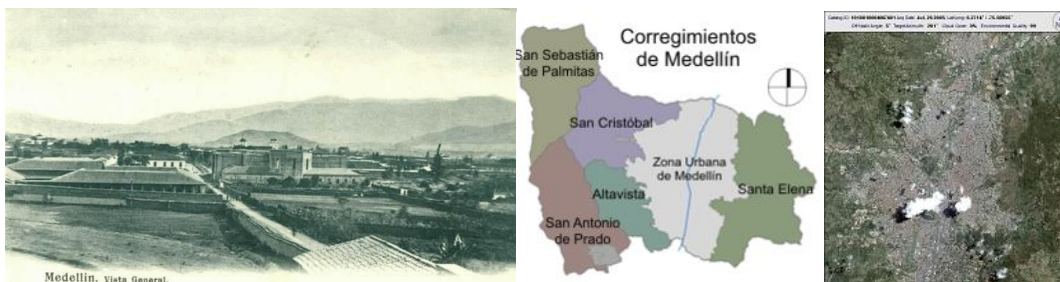 Medellín. Vista General.
Corregimientos
de Medellín
San Sebastián
de Palmitas
San Cristóbal
Zona Urbana
de Medellín
Altavista
Santa Elena
San Antonio
de Prado